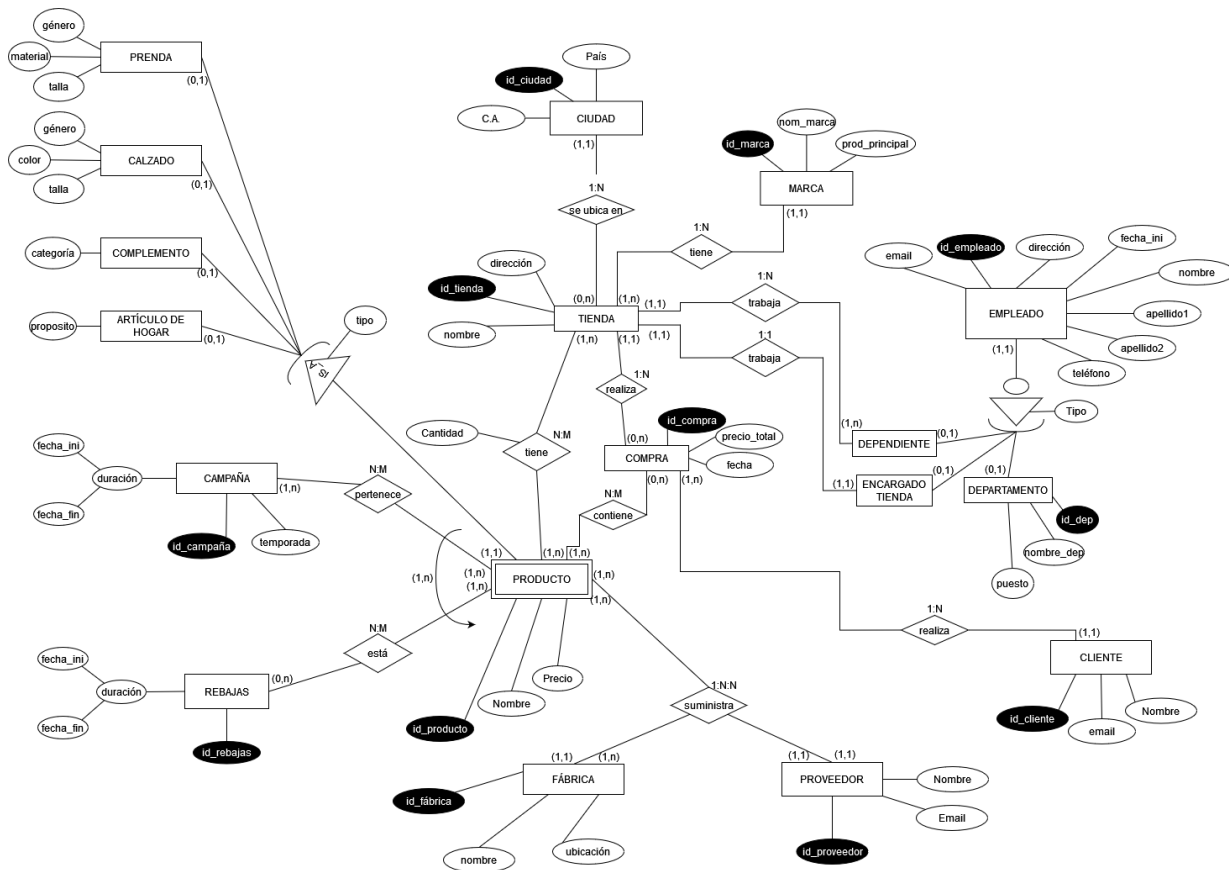 género
material
talla
PRENDA
(0,1)
género
color
talla
CALZADO
(0,1)
categoría
COMPLEMENTO
(0,1)
proposito
ARTÍCULO DE
HOGAR
(0,1)
tipo
IS_A
País
id_ciudad
C.A.
CIUDAD
(1,1)
1:N
se ubica en
nom_marca
id_marca
prod_principal
MARCA
(1,1)
1:N
tiene
dirección
id_tienda
nombre
(0,n)
(1,n)
(1,1)
TIENDA
(1,n)
(1,1)
(1,1)
1:N
trabaja
1:1
trabaja
email
id_empleado
dirección
fecha_ini
nombre
EMPLEADO
apellido1
apellido2
teléfono
(1,1)
Tipo
(1,n)
DEPENDIENTE
(0,1)
(1,1)
ENCARGADO
TIENDA
(0,1)
(0,1)
DEPARTAMENTO
id_dep
nombre_dep
puesto
1:N
realiza
(0,n)
id_compra
precio_total
fecha
COMPRA
(0,n)
(1,n)
N:M
contiene
Cantidad
N:M
tiene
fecha_ini
duración
fecha_fin
CAMPAÑA
(1,n)
id_campaña
temporada
N:M
pertenece
(1,n)
(1,1)
(1,n)
(1,n)
(1,n)
(1,n)
PRODUCTO
(1,n)
(1,n)
id_producto
Nombre
Precio
N:M
está
fecha_ini
duración
fecha_fin
REBAJAS
(0,n)
id_rebajas
1:N:N
suministra
(1,1)
(1,n)
FÁBRICA
id_fábrica
nombre
ubicación
(1,1)
(1,1)
PROVEEDOR
Nombre
Email
id_proveedor
1:N
realiza
(1,1)
CLIENTE
id_cliente
email
Nombre